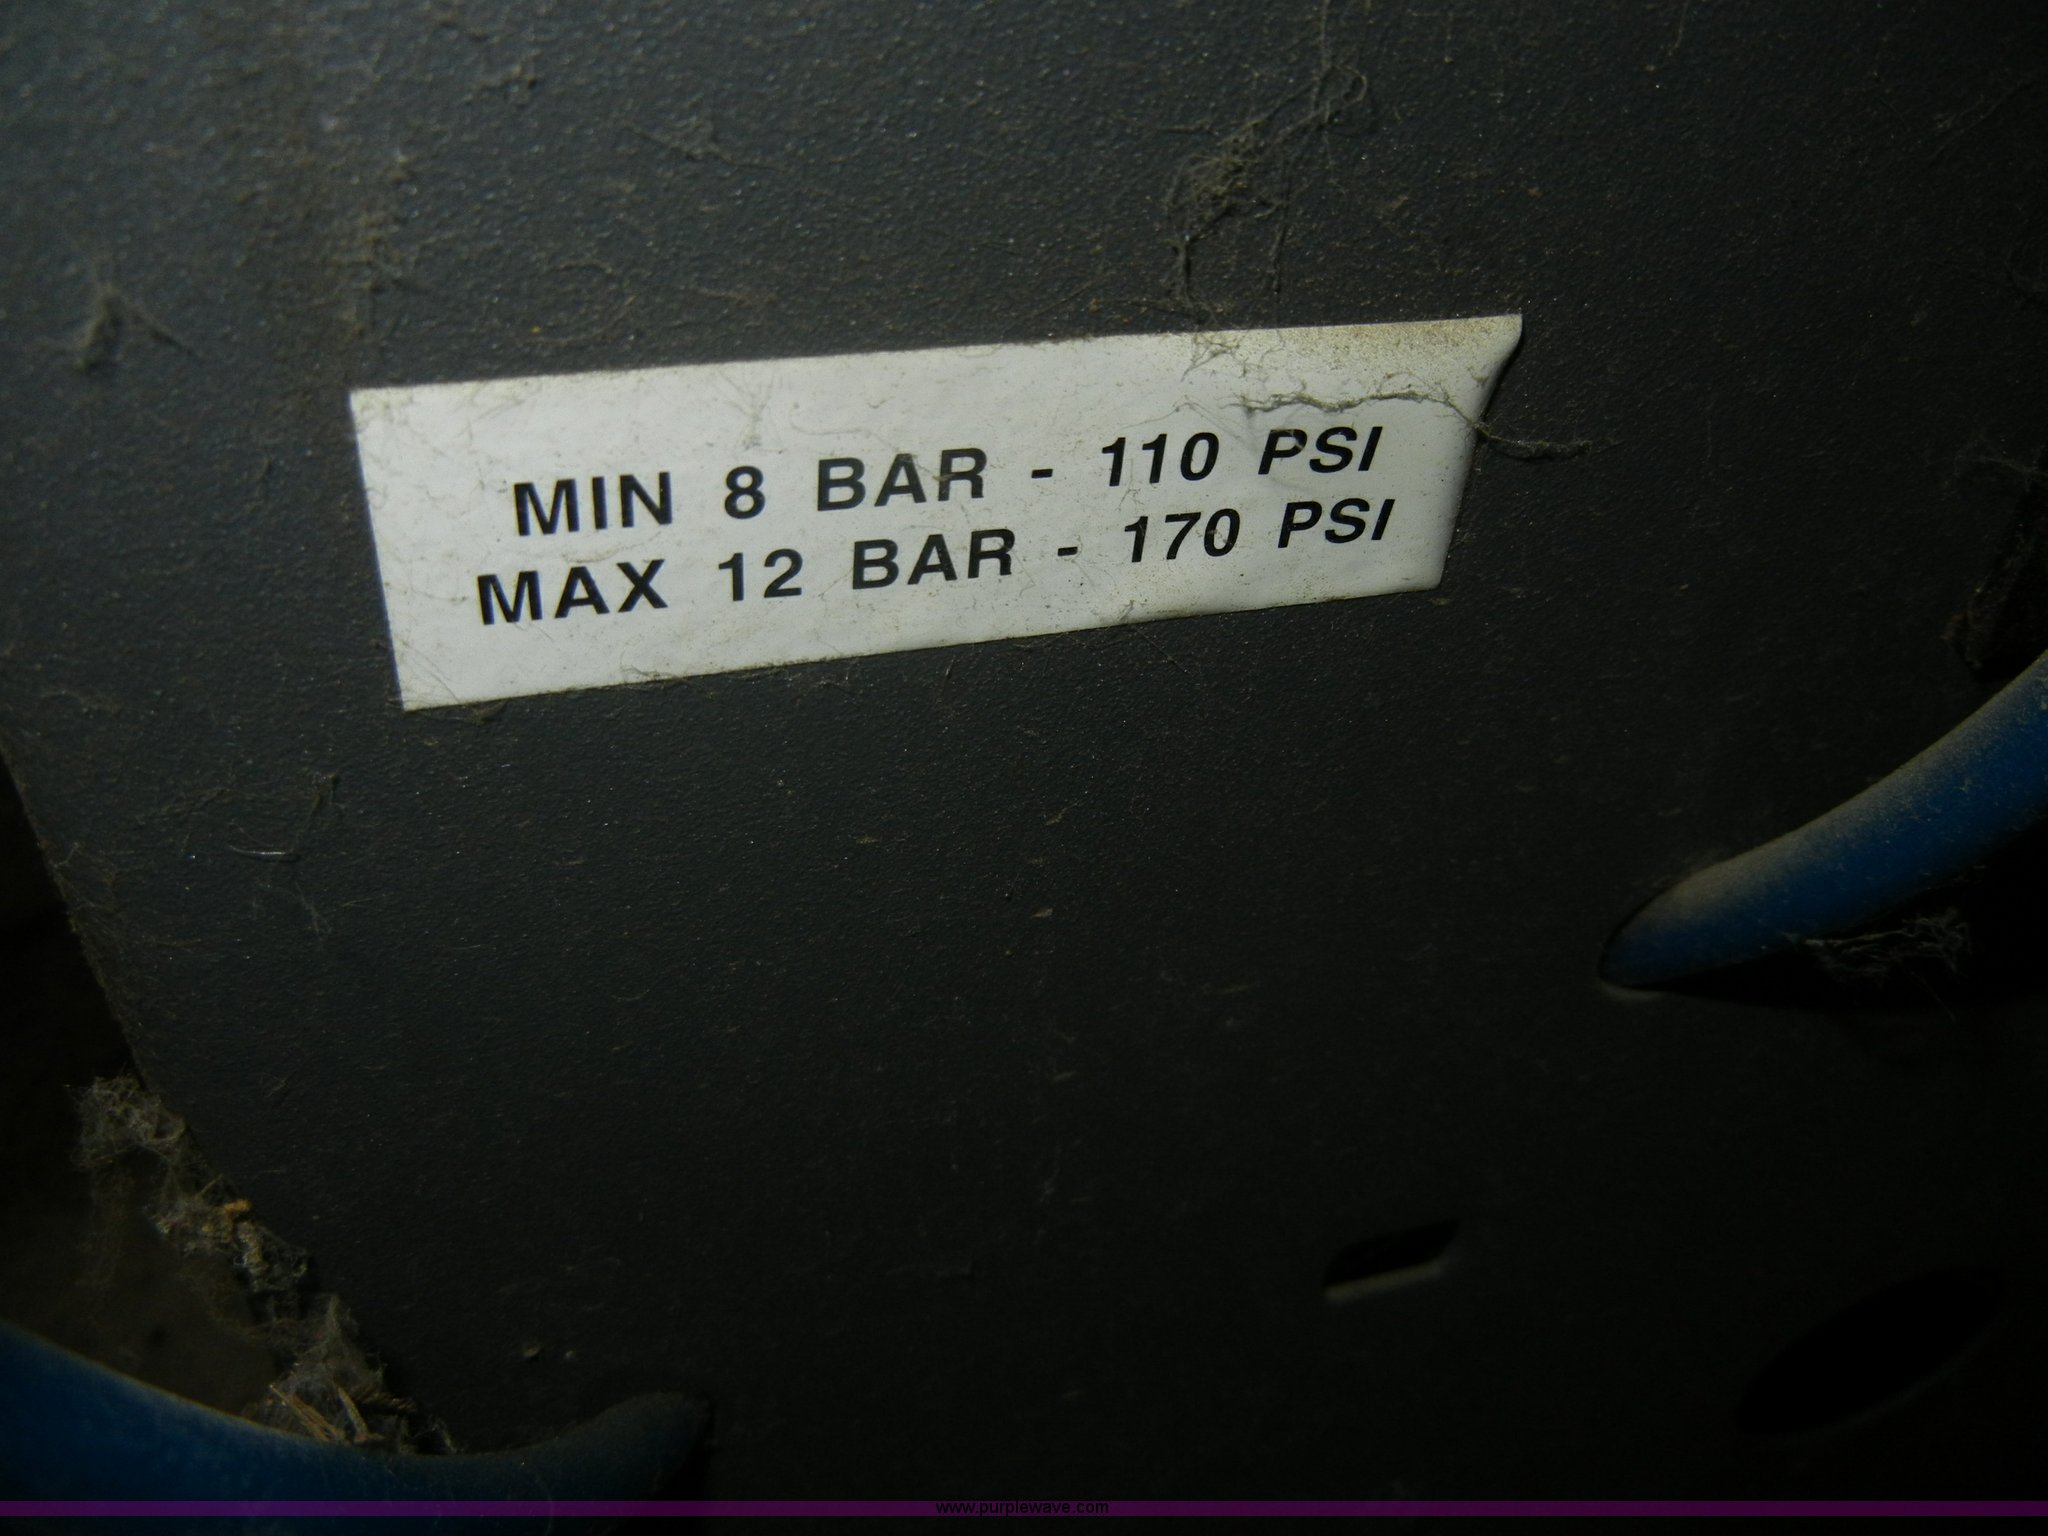 MIN 8 BAR - 110 PSI
MAX 12 BAR - 170 PSI
www.purplewave.com